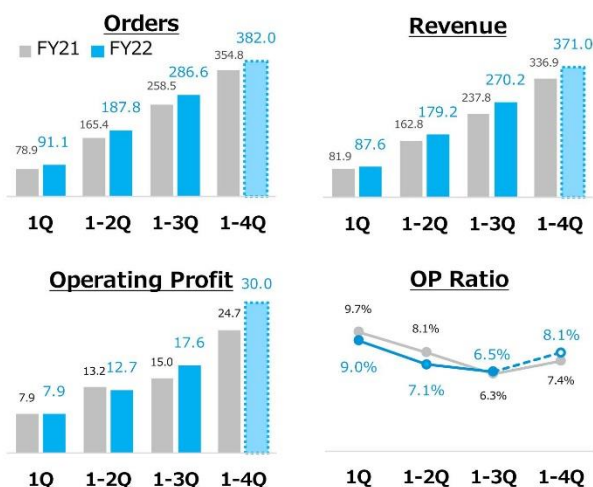 Orders
FY21 FY22
78.9 91.1 165.4 187.8 258.5 286.6 354.8 382.0
1Q 1-2Q 1-3Q 1-4Q
Revenue
81.9 87.6 162.8 179.2 237.8 270.2 336.9 371.0
1Q 1-2Q 1-3Q 1-4Q
Operating Profit
7.9 7.9 13.2 12.7 15.0 17.6 24.7 30.0
1Q 1-2Q 1-3Q 1-4Q
OP Ratio
9.7% 8.1% 6.5% 8.1%
9.0% 7.1% 6.3% 7.4%
1Q 1-2Q 1-3Q 1-4Q